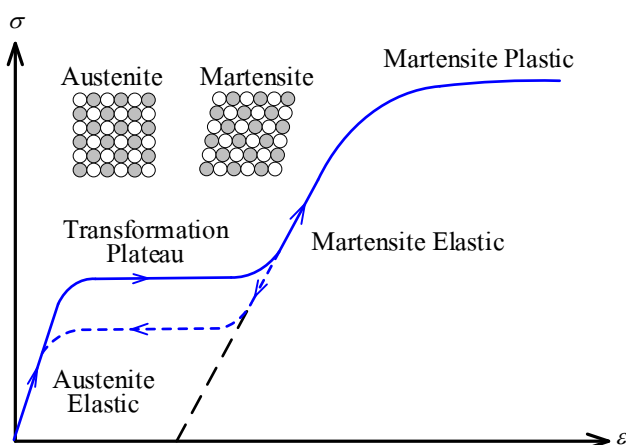 σ
Martensite Plastic
Austenite
Martensite
Transformation
Plateau
Martensite Elastic
Austenite
Elastic
ε